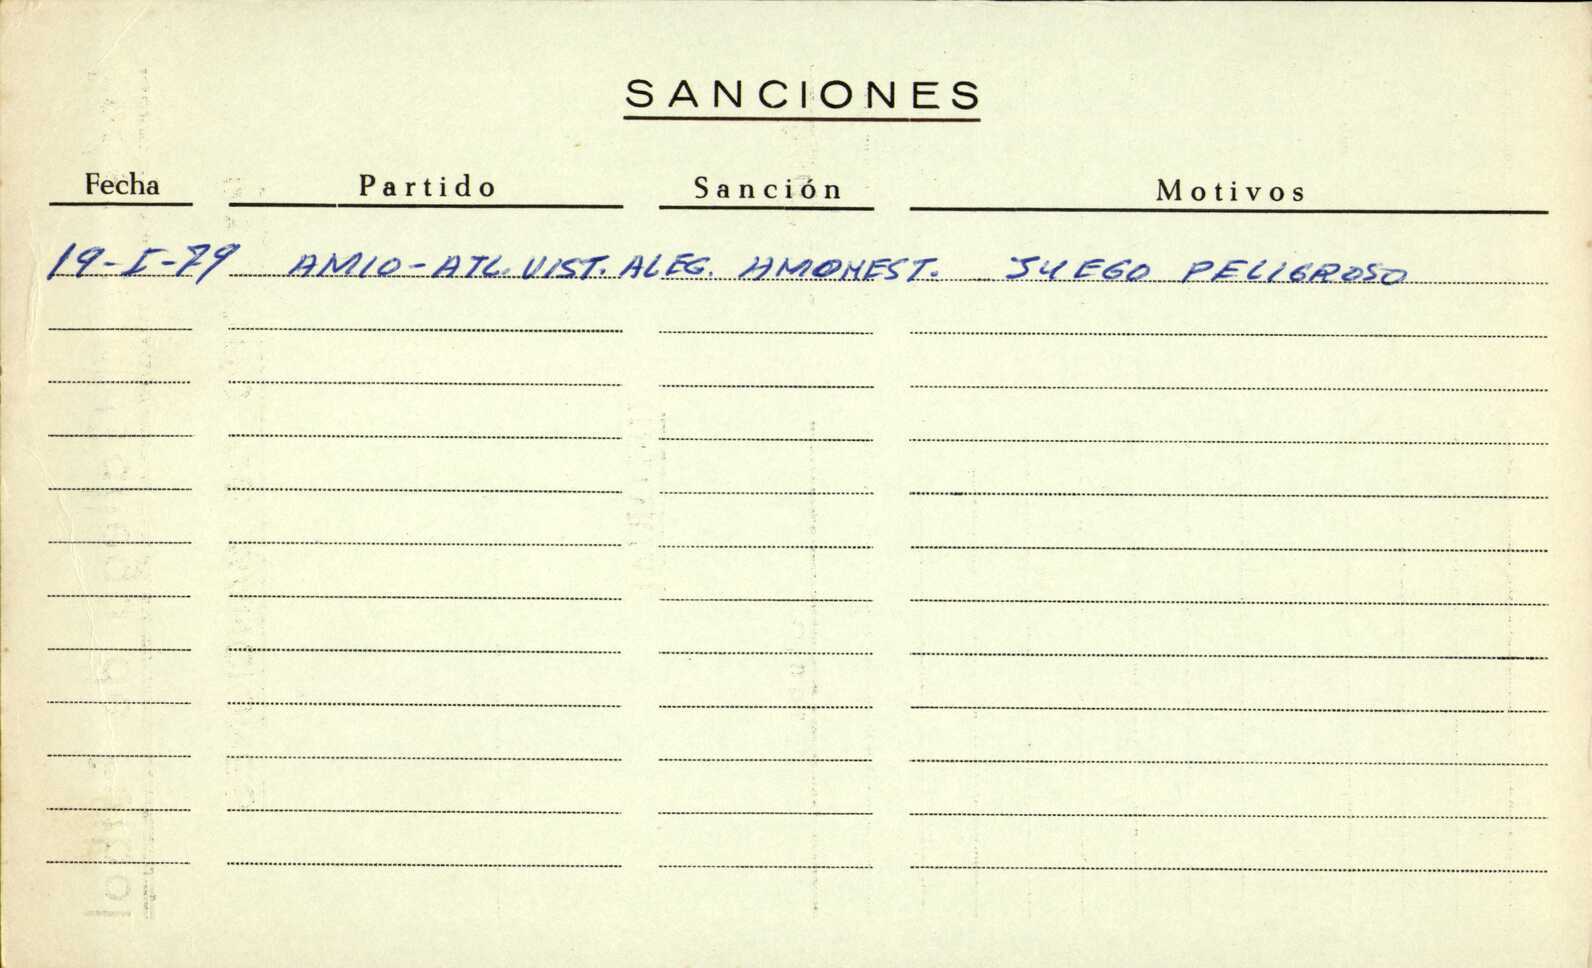 SANCIONES
Fecha Partido Sanción Motivos
19-I-79 AMIO-ATL. VIST. ALEG. AMONEST. JUEGO PELIGROSO